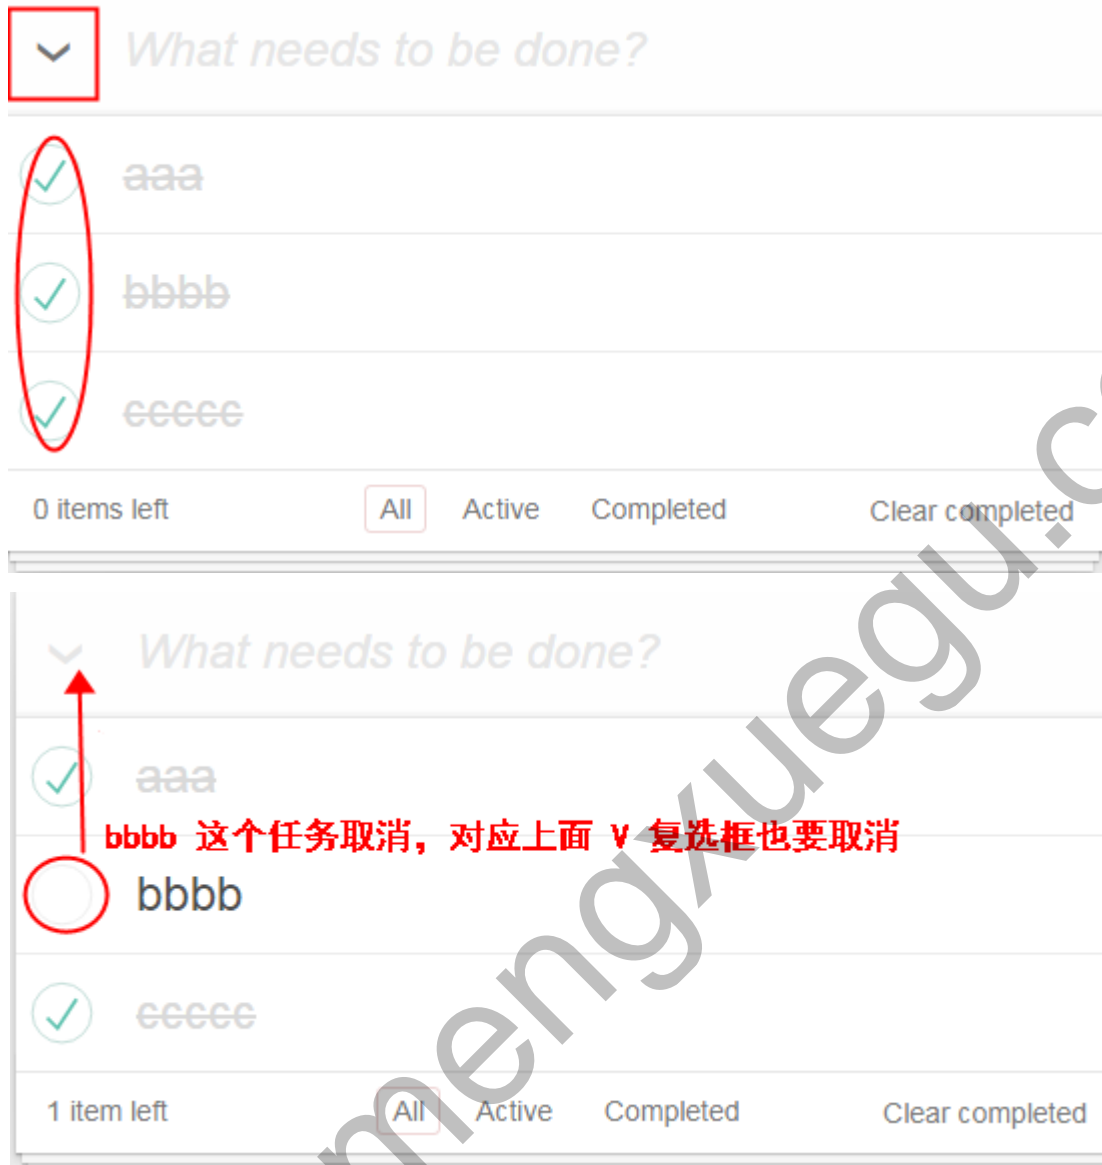 What needs to be done?
aaa
bbbb
ccccc
0 items left All Active Completed Clear completed
What needs to be done?
aaa
bbbb 这个任务取消，对应上面 V 复选框也要取消
bbbb
ccccc
1 item left All Active Completed Clear completed
mengxuegu.c